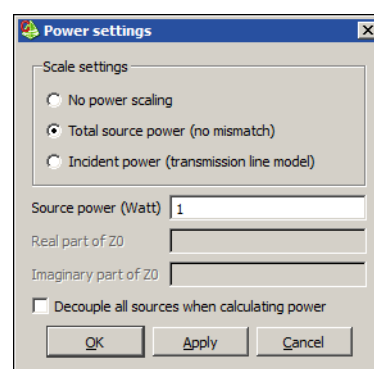 Power settings
Scale settings
No power scaling
Total source power (no mismatch)
Incident power (transmission line model)
Source power (Watt) 1
Real part of Z0
Imaginary part of Z0
Decouple all sources when calculating power
OK Apply Cancel